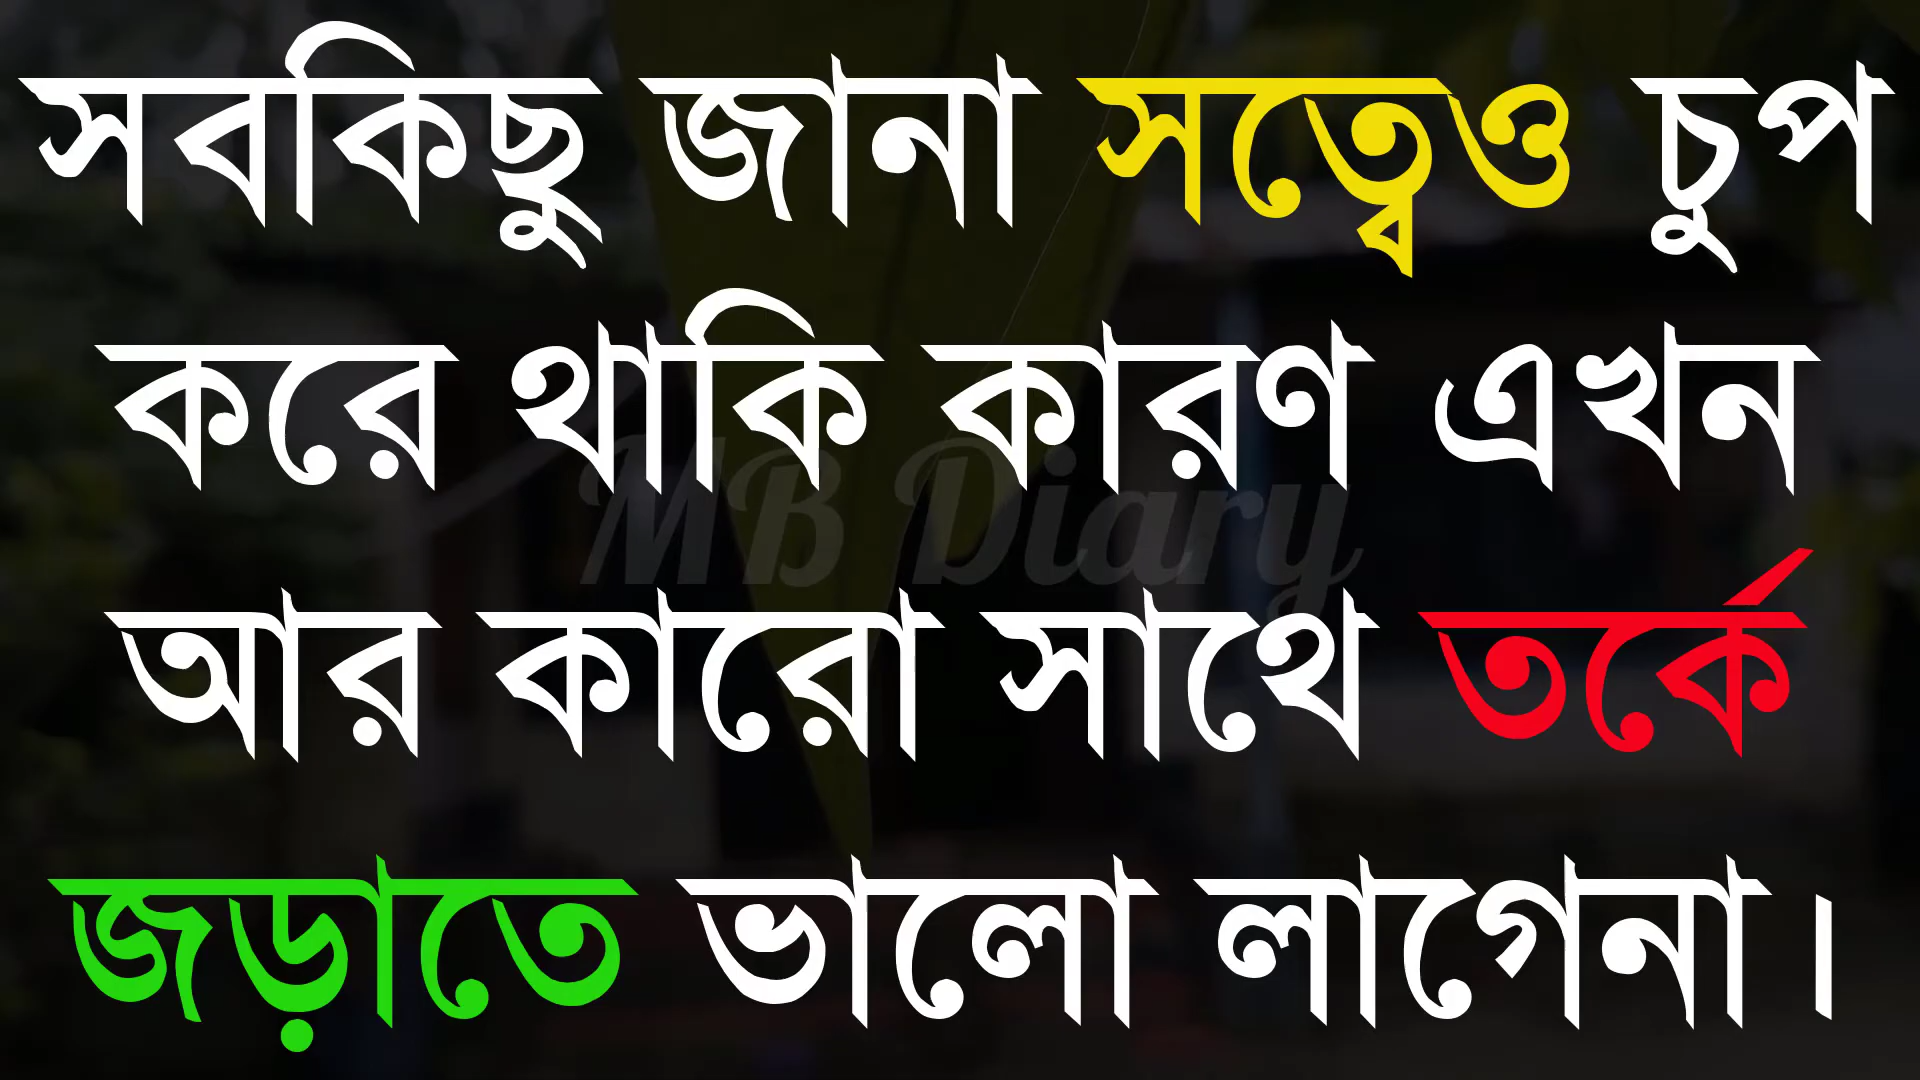 সবকিছু জানা সত্বেও চুপ
করে থাকি কারণ এখন
MB Diary
আর কারো সাথে তর্কে
জড়াতে ভালো লাগেনা।